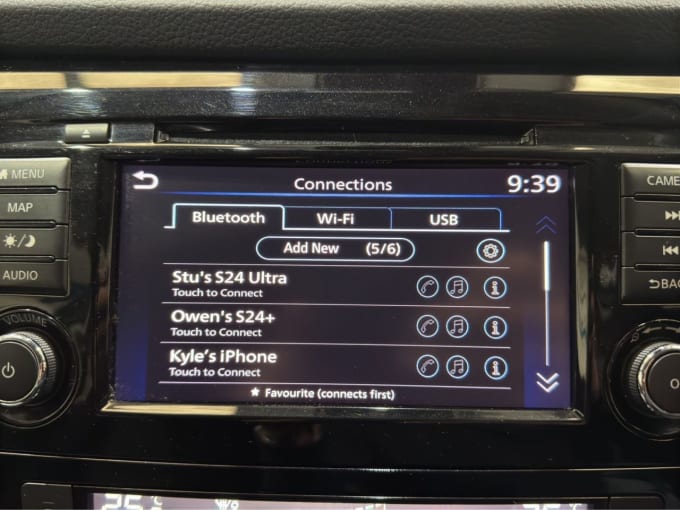 Connections 9:39
MENU
CAME
Bluetooth Wi-Fi USB
MAP
Add New (5/6)
AUDIO
Stu's S24 Ultra
Touch to Connect
BAC
Owen's S24+
Touch to Connect
VOLUME
Kyle's iPhone
Touch to Connect
★ Favourite (connects first)